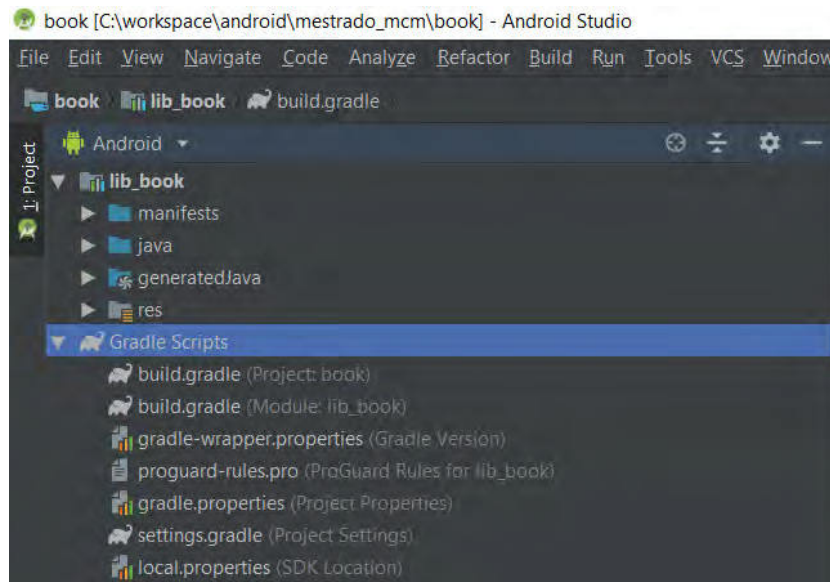 book [C:\workspace\android\mestrado_mcm\book] - Android Studio
File Edit View Navigate Code Analyze Refactor Build Run Tools VCS Window
book lib_book build.gradle
1: Project
Android
lib_book
manifests
java
generatedJava
res
Gradle Scripts
build.gradle (Project: book)
build.gradle (Module: lib_book)
gradle-wrapper.properties (Gradle Version)
proguard-rules.pro (ProGuard Rules for lib_book)
gradle.properties (Project Properties)
settings.gradle (Project Settings)
local.properties (SDK Location)